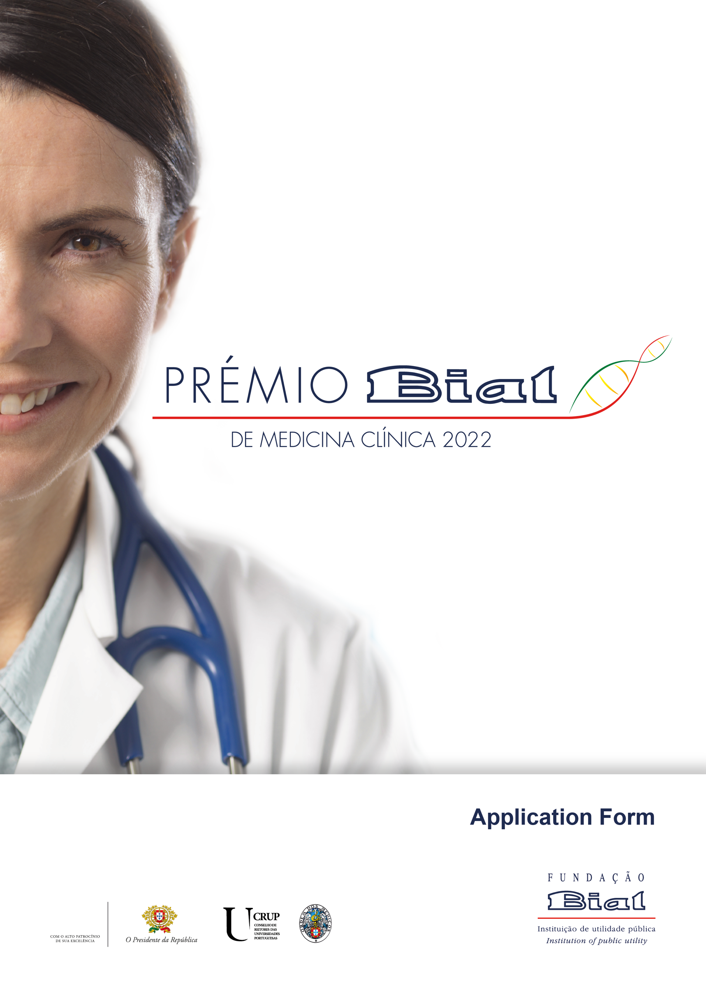 PRÉMIO Bial
DE MEDICINA CLÍNICA 2022
Application Form
FUNDAÇÃO
Bial
Instituição de utilidade pública
Institution of public utility
COM O ALTO PATROCÍNIO
DE SUA EXCELÊNCIA
O Presidente da República
CRUP
CONSELHO DE
REITORES DAS
UNIVERSIDADES
PORTUGUESAS
ORDEM DOS MEDICOS